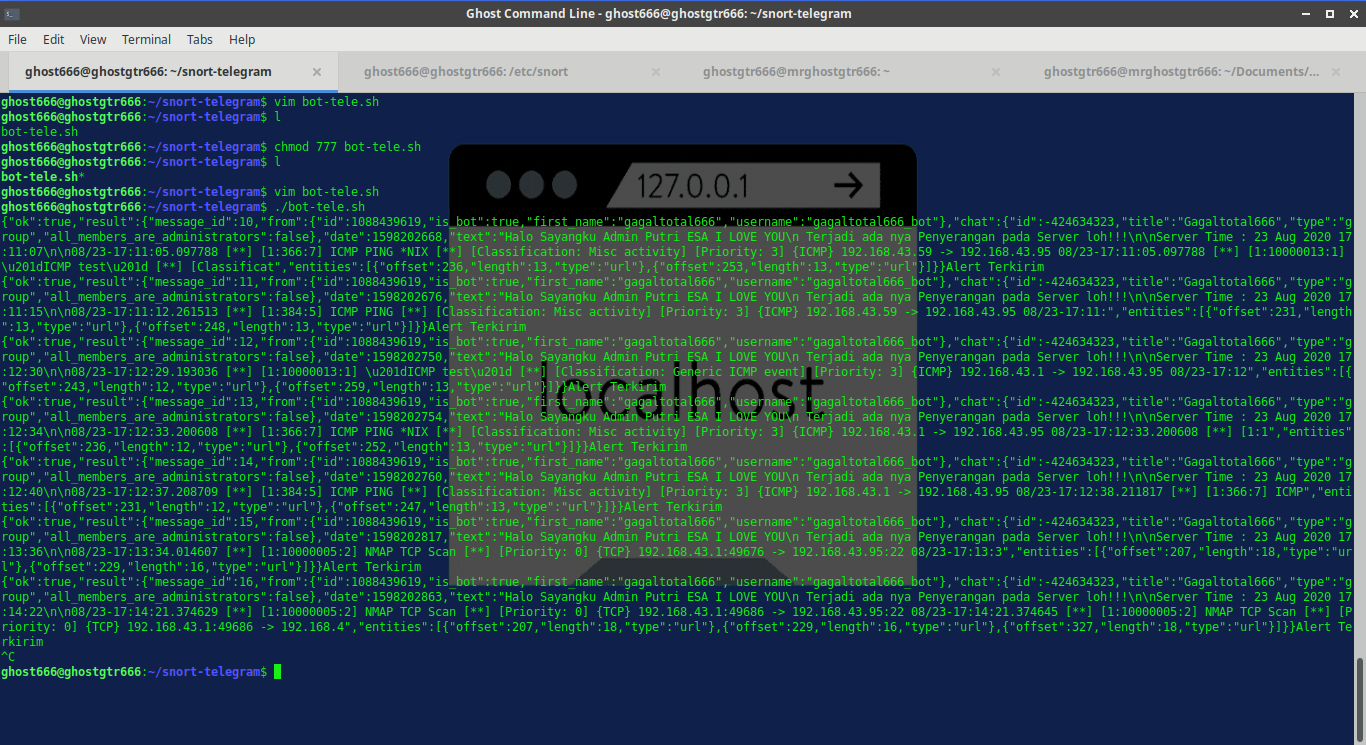 Ghost Command Line - ghost666@ghostgtr666: ~/snort-telegram
File Edit View Terminal Tabs Help
ghost666@ghostgtr666: ~/snort-telegram × ghost666@ghostgtr666: /etc/snort × ghostgtr666@mrghostgtr666: ~ × ghostgtr666@mrghostgtr666: ~/Documents/... ×
ghost666@ghostgtr666:~/snort-telegram$ vim bot-tele.sh
ghost666@ghostgtr666:~/snort-telegram$ l
bot-tele.sh
ghost666@ghostgtr666:~/snort-telegram$ chmod 777 bot-tele.sh
ghost666@ghostgtr666:~/snort-telegram$ l
bot-tele.sh*
ghost666@ghostgtr666:~/snort-telegram$ vim bot-tele.sh
127.0.0.1
ghost666@ghostgtr666:~/snort-telegram$ ./bot-tele.sh
{"ok":true,"result":{"message_id":10,"from":{"id":1088439619,"is_bot":true,"first_name":"gagaltotal666","username":"gagaltotal666_bot"},"chat":{"id":-424634323,"title":"Gagaltotal666","type":"g
roup","all_members_are_administrators":false},"date":1598202668,"text":"Halo Sayangku Admin Putri ESA I LOVE YOU\n Terjadi ada nya Penyerangan pada Server loh!!!\n\nServer Time : 23 Aug 2020 17
:11:07\n\n08/23-17:11:05.097788 [**] [1:366:7] ICMP PING *NIX [**] [Classification: Misc activity] [Priority: 3] {ICMP} 192.168.43.59 -> 192.168.43.95 08/23-17:11:05.097788 [**] [1:10000013:1]
\u201dICMP test\u201d [**] [Classificat","entities":[{"offset":236,"length":13,"type":"url"},{"offset":253,"length":13,"type":"url"}]}}Alert Terkirim
{"ok":true,"result":{"message_id":11,"from":{"id":1088439619,"is_bot":true,"first_name":"gagaltotal666","username":"gagaltotal666_bot"},"chat":{"id":-424634323,"title":"Gagaltotal666","type":"g
roup","all_members_are_administrators":false},"date":1598202676,"text":"Halo Sayangku Admin Putri ESA I LOVE YOU\n Terjadi ada nya Penyerangan pada Server loh!!!\n\nServer Time : 23 Aug 2020 17
:11:15\n\n08/23-17:11:12.261513 [**] [1:384:5] ICMP PING [**] [Classification: Misc activity] [Priority: 3] {ICMP} 192.168.43.59 -> 192.168.43.95 08/23-17:11:","entities":[{"offset":231,"length
":13,"type":"url"},{"offset":248,"length":13,"type":"url"}]}}Alert Terkirim
{"ok":true,"result":{"message_id":12,"from":{"id":1088439619,"is_bot":true,"first_name":"gagaltotal666","username":"gagaltotal666_bot"},"chat":{"id":-424634323,"title":"Gagaltotal666","type":"g
roup","all_members_are_administrators":false},"date":1598202750,"text":"Halo Sayangku Admin Putri ESA I LOVE YOU\n Terjadi ada nya Penyerangan pada Server loh!!!\n\nServer Time : 23 Aug 2020 17
:12:30\n\n08/23-17:12:29.193036 [**] [1:10000013:1] \u201dICMP test\u201d [**] [Classification: Generic ICMP event] [Priority: 3] {ICMP} 192.168.43.1 -> 192.168.43.95 08/23-17:12","entities":[{
"offset":243,"length":12,"type":"url"},{"offset":259,"length":13,"type":"url"}]}}Alert Terkirim
localhost
{"ok":true,"result":{"message_id":13,"from":{"id":1088439619,"is_bot":true,"first_name":"gagaltotal666","username":"gagaltotal666_bot"},"chat":{"id":-424634323,"title":"Gagaltotal666","type":"g
roup","all_members_are_administrators":false},"date":1598202754,"text":"Halo Sayangku Admin Putri ESA I LOVE YOU\n Terjadi ada nya Penyerangan pada Server loh!!!\n\nServer Time : 23 Aug 2020 17
:12:34\n\n08/23-17:12:33.200608 [**] [1:366:7] ICMP PING *NIX [**] [Classification: Misc activity] [Priority: 3] {ICMP} 192.168.43.1 -> 192.168.43.95 08/23-17:12:33.200608 [**] [1:1","entities"
:[{"offset":236,"length":12,"type":"url"},{"offset":252,"length":13,"type":"url"}]}}Alert Terkirim
{"ok":true,"result":{"message_id":14,"from":{"id":1088439619,"is_bot":true,"first_name":"gagaltotal666","username":"gagaltotal666_bot"},"chat":{"id":-424634323,"title":"Gagaltotal666","type":"g
roup","all_members_are_administrators":false},"date":1598202760,"text":"Halo Sayangku Admin Putri ESA I LOVE YOU\n Terjadi ada nya Penyerangan pada Server loh!!!\n\nServer Time : 23 Aug 2020 17
:12:40\n\n08/23-17:12:37.208709 [**] [1:384:5] ICMP PING [**] [Classification: Misc activity] [Priority: 3] {ICMP} 192.168.43.1 -> 192.168.43.95 08/23-17:12:38.211817 [**] [1:366:7] ICMP","enti
ties":[{"offset":231,"length":12,"type":"url"},{"offset":247,"length":13,"type":"url"}]}}Alert Terkirim
{"ok":true,"result":{"message_id":15,"from":{"id":1088439619,"is_bot":true,"first_name":"gagaltotal666","username":"gagaltotal666_bot"},"chat":{"id":-424634323,"title":"Gagaltotal666","type":"g
roup","all_members_are_administrators":false},"date":1598202817,"text":"Halo Sayangku Admin Putri ESA I LOVE YOU\n Terjadi ada nya Penyerangan pada Server loh!!!\n\nServer Time : 23 Aug 2020 17
:13:36\n\n08/23-17:13:34.014607 [**] [1:10000005:2] NMAP TCP Scan [**] [Priority: 0] {TCP} 192.168.43.1:49676 -> 192.168.43.95:22 08/23-17:13:3","entities":[{"offset":207,"length":18,"type":"ur
l"},{"offset":229,"length":16,"type":"url"}]}}Alert Terkirim
{"ok":true,"result":{"message_id":16,"from":{"id":1088439619,"is_bot":true,"first_name":"gagaltotal666","username":"gagaltotal666_bot"},"chat":{"id":-424634323,"title":"Gagaltotal666","type":"g
roup","all_members_are_administrators":false},"date":1598202863,"text":"Halo Sayangku Admin Putri ESA I LOVE YOU\n Terjadi ada nya Penyerangan pada Server loh!!!\n\nServer Time : 23 Aug 2020 17
:14:22\n\n08/23-17:14:21.374629 [**] [1:10000005:2] NMAP TCP Scan [**] [Priority: 0] {TCP} 192.168.43.1:49686 -> 192.168.43.95:22 08/23-17:14:21.374645 [**] [1:10000005:2] NMAP TCP Scan [**] [P
riority: 0] {TCP} 192.168.43.1:49686 -> 192.168.4","entities":[{"offset":207,"length":18,"type":"url"},{"offset":229,"length":16,"type":"url"},{"offset":327,"length":18,"type":"url"}]}}Alert Te
rkirim
^C
ghost666@ghostgtr666:~/snort-telegram$